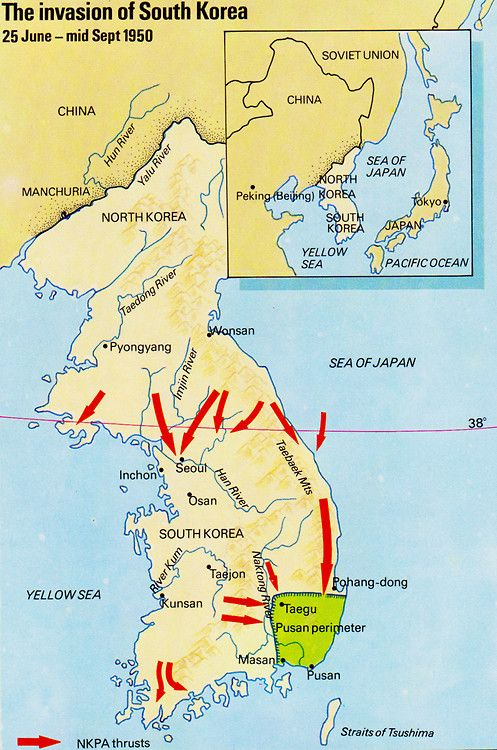 The invasion of South Korea
25 June – mid Sept 1950
SOVIET UNION
CHINA
CHINA
Hun River
Yalu River
SEA OF
JAPAN
MANCHURIA
NORTH
KOREA
Peking (Beijing)
Tokyo
NORTH KOREA
SOUTH
KOREA
JAPAN
YELLOW
SEA
PACIFIC OCEAN
Taedong River
Wonsan
Pyongyang
Imjin River
SEA OF JAPAN
38°
Taebaek Mts
Seoul
Inchon
Han River
Osan
SOUTH KOREA
River Kum
Naktong River
Taejon
Pohang-dong
YELLOW SEA
Kunsan
Taegu
Pusan perimeter
Masan
Pusan
Straits of Tsushima
NKPA thrusts